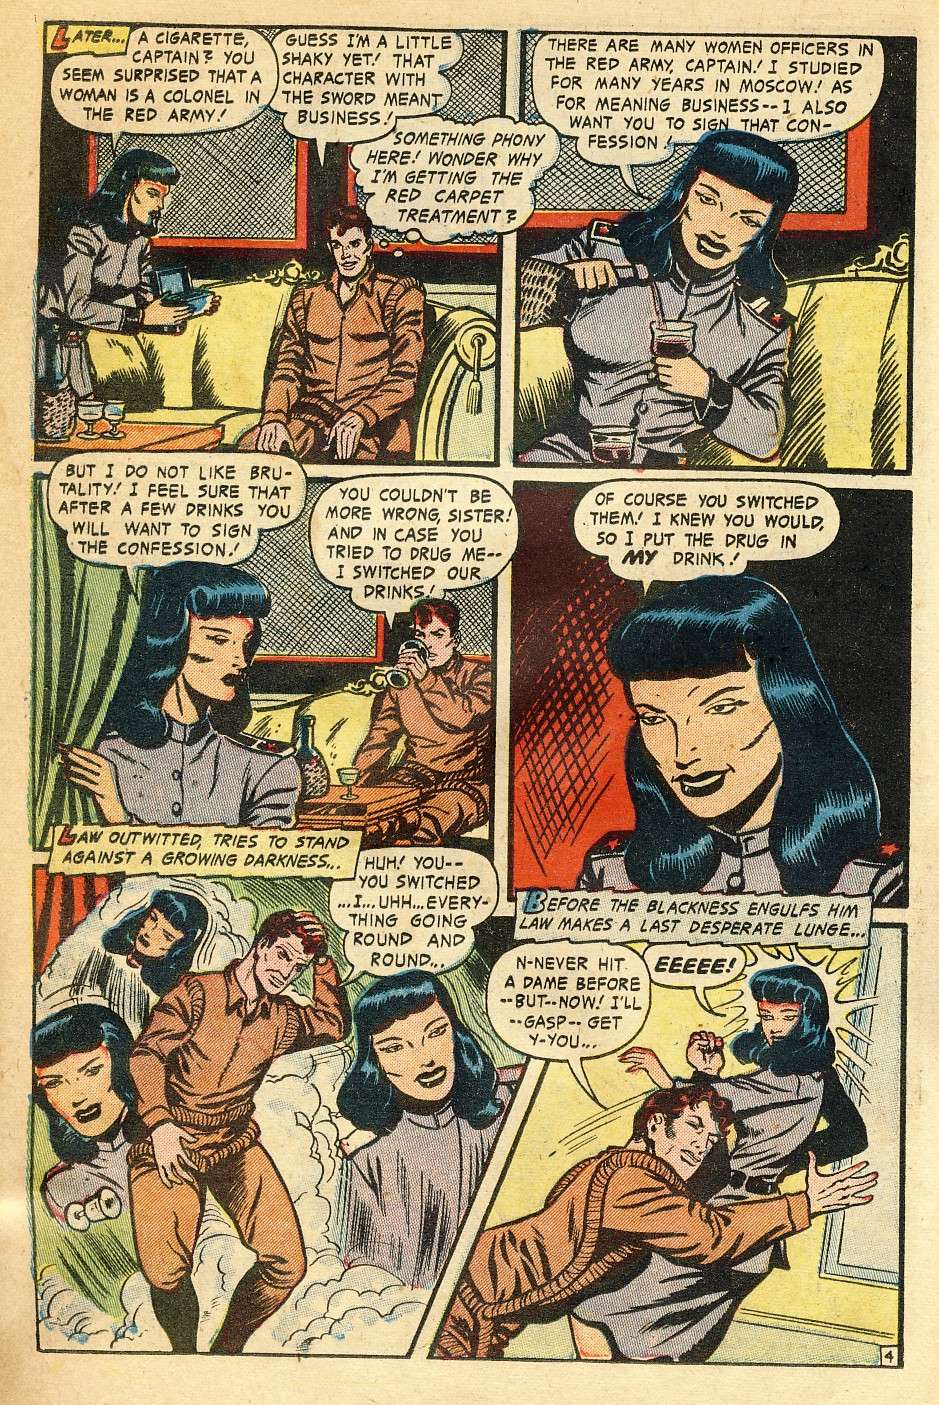 LATER...
A CIGARETTE,
CAPTAIN? YOU
SEEM SURPRISED THAT A
WOMAN IS A COLONEL IN
THE RED ARMY!
GUESS I'M A LITTLE
SHAKY YET! THAT
CHARACTER WITH
THE SWORD MEANT
BUSINESS!
SOMETHING PHONY
HERE! WONDER WHY
I'M GETTING THE
RED CARPET
TREATMENT?
THERE ARE MANY WOMEN OFFICERS IN
THE RED ARMY, CAPTAIN! I STUDIED
FOR MANY YEARS IN MOSCOW! AS
FOR MEANING BUSINESS-- I ALSO
WANT YOU TO SIGN THAT CON-
FESSION!
BUT I DO NOT LIKE BRU-
TALITY! I FEEL SURE THAT
AFTER A FEW DRINKS YOU
WILL WANT TO SIGN
THE CONFESSION!
YOU COULDN'T BE
MORE WRONG, SISTER!
AND IN CASE YOU
TRIED TO DRUG ME--
I SWITCHED OUR
DRINKS!
OF COURSE YOU SWITCHED
THEM! I KNEW YOU WOULD,
SO I PUT THE DRUG IN
MY DRINK!
LAW OUTWITTED, TRIES TO STAND
AGAINST A GROWING DARKNESS...
HUH! YOU--
YOU SWITCHED
...I...UHH...EVERY-
THING GOING
ROUND AND
ROUND...
BEFORE THE BLACKNESS ENGULFS HIM
LAW MAKES A LAST DESPERATE LUNGE...
N-NEVER HIT
A DAME BEFORE
--BUT--NOW! I'LL
--GASP-- GET
Y-YOU...
EEEEE!
4